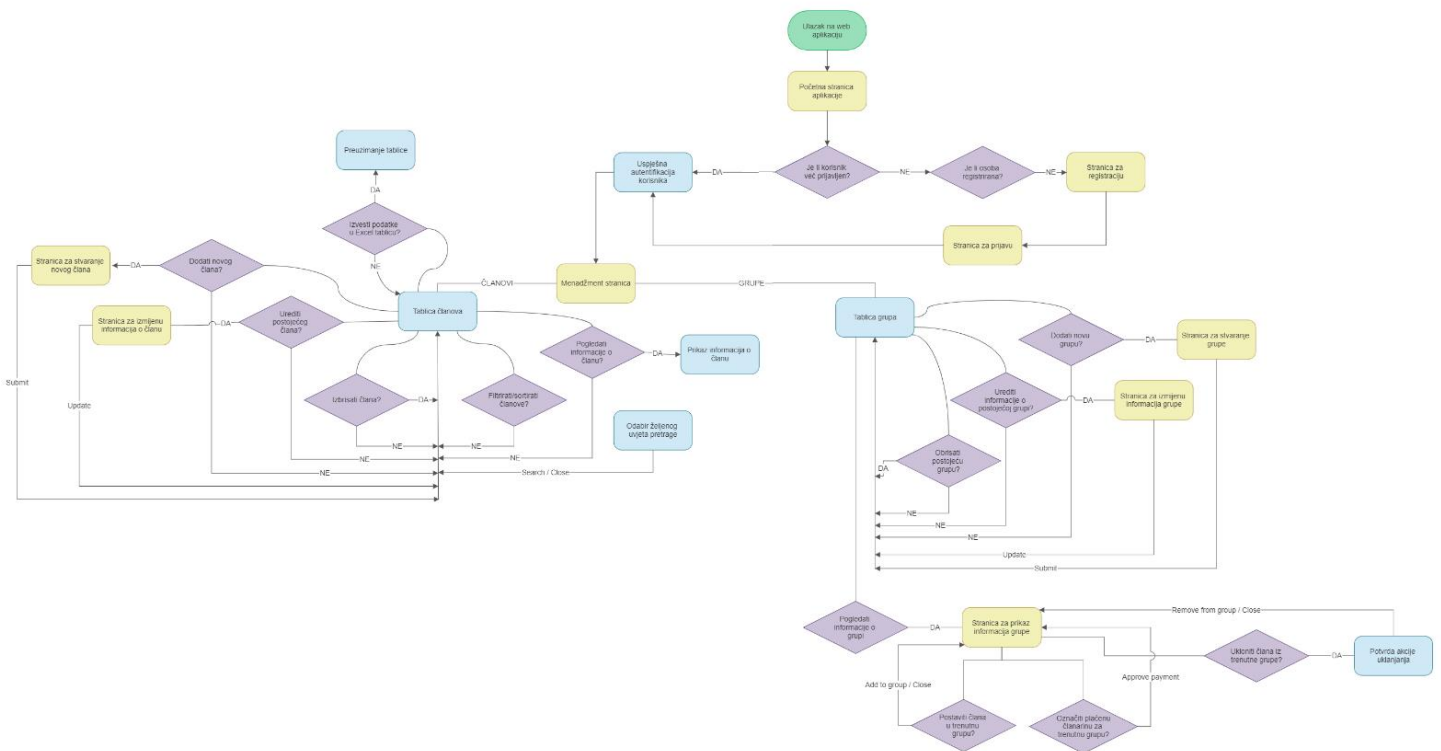 Ulazak na web
aplikaciju
Početna stranica
aplikacije
Je li korisnik
već prijavljen?
DA
NE
Je li osoba
registrirana?
NE
Stranica za
registraciju
Uspješna
autentifikacija
korisnika
Stranica za prijavu
Preuzimanje tablice
DA
Izvesti podatke
u Excel tablicu?
NE
Stranica za stvaranje
novog člana
DA
Dodati novog
člana?
ČLANOVI
Menadžment stranica
GRUPE
Stranica za izmijenu
informacija o članu
DA
Urediti
postojećeg
člana?
Tablica članova
Pogledati
informacije o
članu?
DA
Prikaz informacija o
članu
Submit
Update
Izbrisati člana?
DA
Filtrirati/sortirati
članove?
Odabir željenog
uvjeta pretrage
NE
NE
NE
NE
NE
Search / Close
Tablica grupa
Dodati novu
grupu?
DA
Stranica za stvaranje
grupe
Urediti
informacije o
postojećoj grupi?
DA
Stranica za izmijenu
informacija grupe
Obrisati
postojeću
grupu?
DA
NE
NE
NE
Update
Submit
Pogledati
informacije o
grupi
DA
Stranica za prikaz
informacija grupe
Remove from group / Close
Ukloniti člana iz
trenutne grupe?
DA
Potvrda akcije
uklanjanja
Add to group / Close
Approve payment
Postaviti člana
u trenutnu
grupu?
Označiti plaćenu
članarinu za
trenutnu grupu?